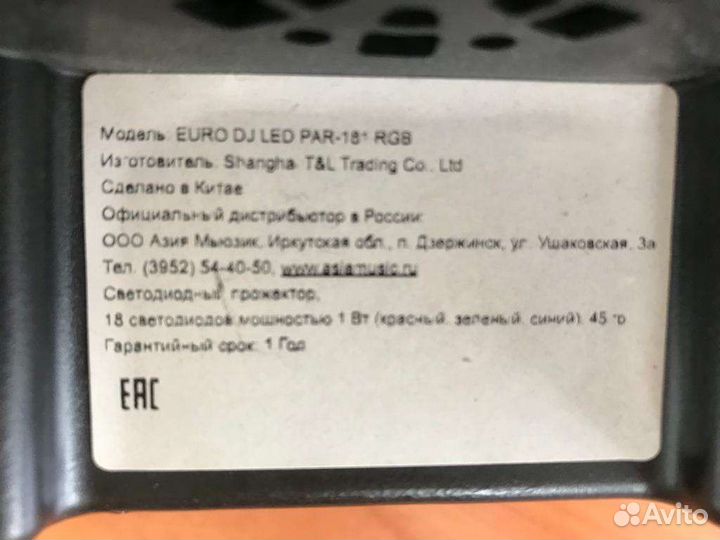 Модель: EURO DJ LED PAR-181 RGB
Изготовитель: Shanghai T&L Trading Co., Ltd
Сделано в Китае
Официальный дистрибьютор в России:
ООО Азия Мьюзик, Иркутская обл., п. Дзержинск, ул. Ушаковская, 3а
Тел. (3952) 54-40-50, www.asiamusic.ru
Светодиодный прожектор,
18 светодиодов мощностью 1 Вт (красный, зеленый, синий), 45 гр
Гарантийный срок: 1 Год
EAC
Avito